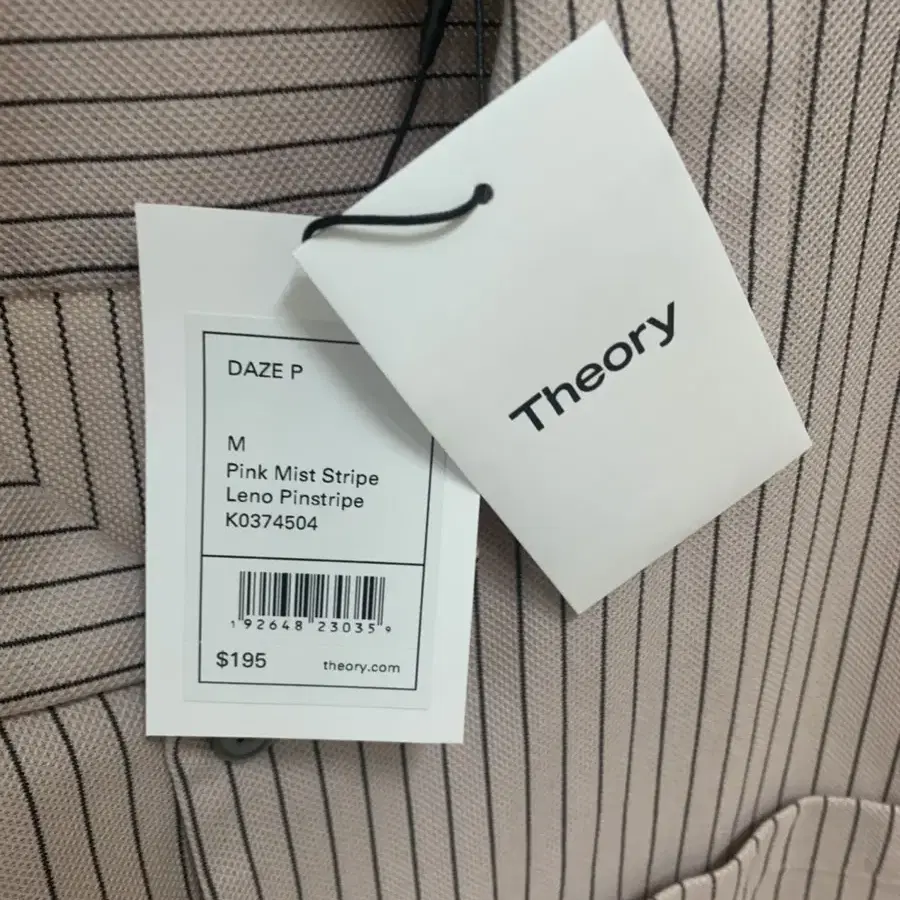 Theory
DAZE P
M
Pink Mist Stripe
Leno Pinstripe
K0374504
1 92648 23035 9
$195
theory.com